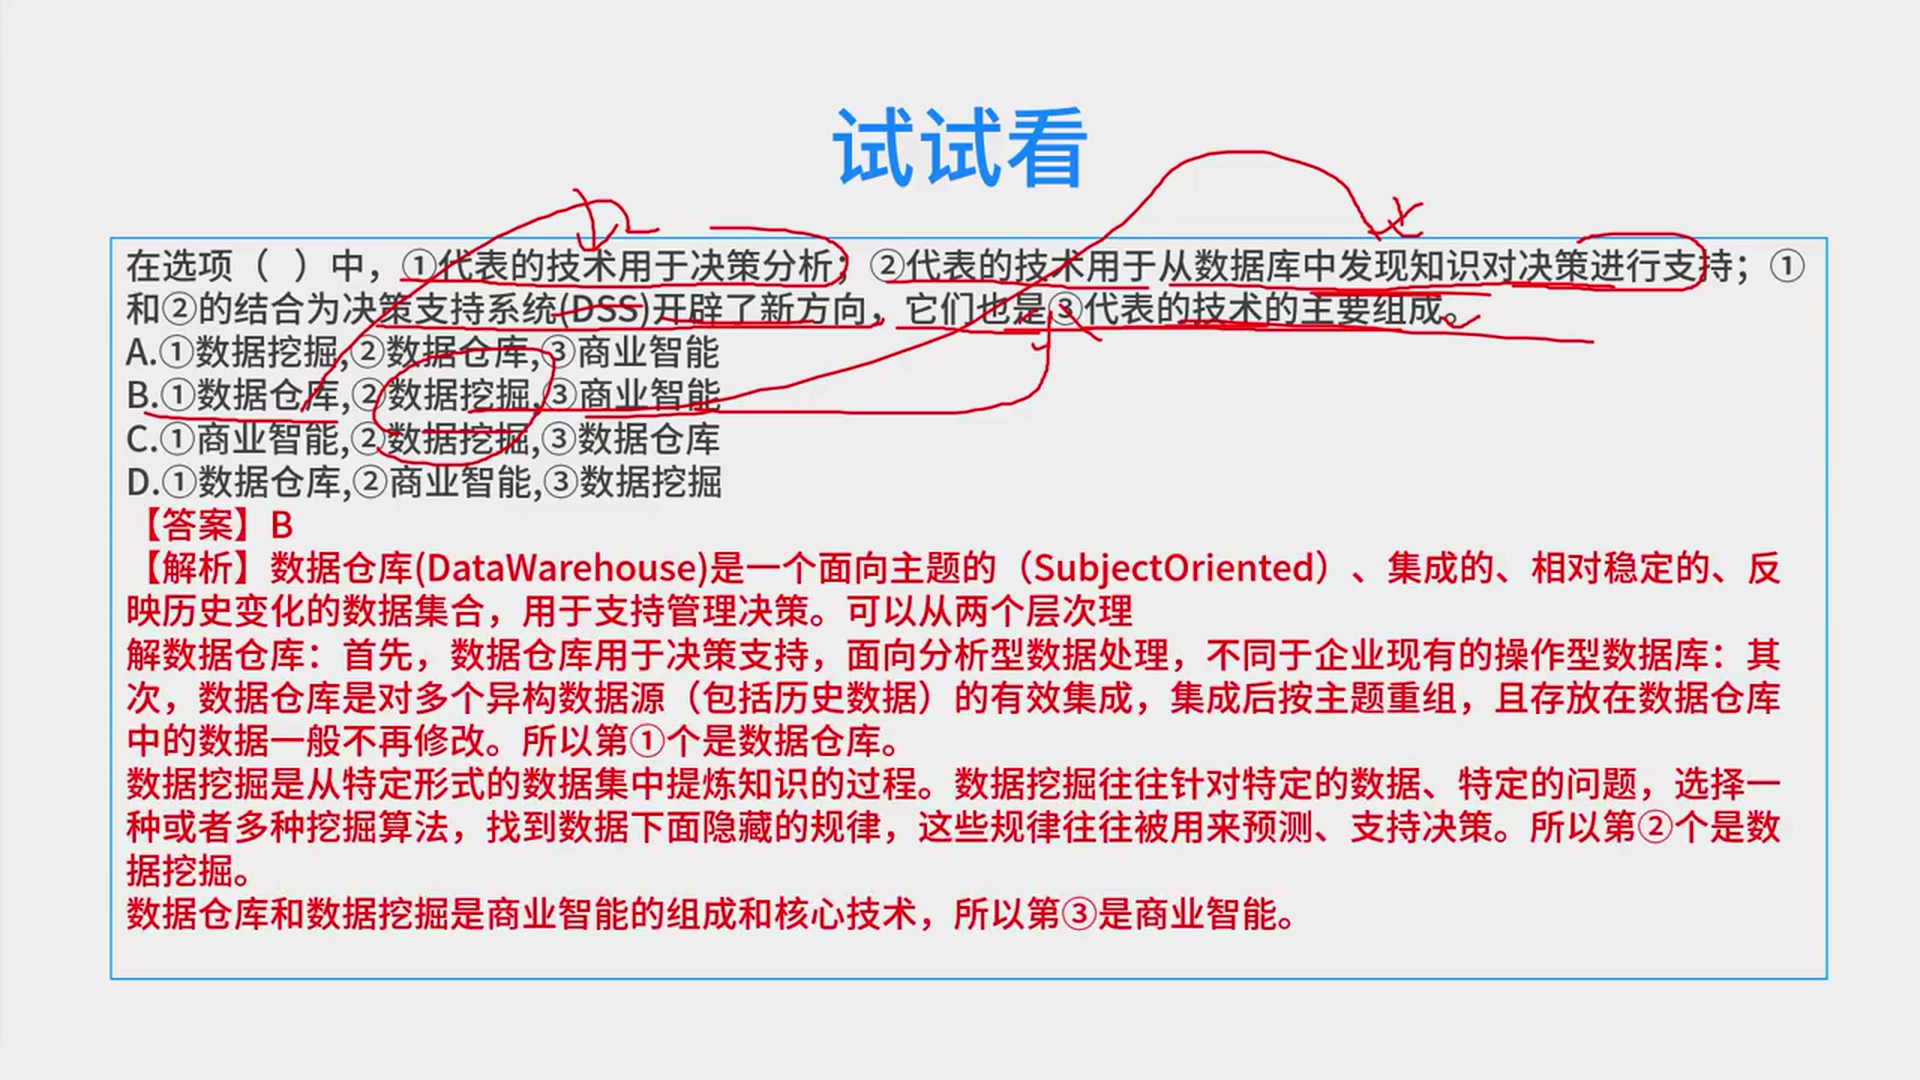 试试看
在选项（ ）中，①代表的技术用于决策分析；②代表的技术用于从数据库中发现知识对决策进行支持；①
和②的结合为决策支持系统(DSS)开辟了新方向，它们也是③代表的技术的主要组成。
A.①数据挖掘,②数据仓库,③商业智能
B.①数据仓库,②数据挖掘,③商业智能
C.①商业智能,②数据挖掘,③数据仓库
D.①数据仓库,②商业智能,③数据挖掘
【答案】B
【解析】数据仓库(DataWarehouse)是一个面向主题的（SubjectOriented）、集成的、相对稳定的、反
映历史变化的数据集合，用于支持管理决策。可以从两个层次理
解数据仓库：首先，数据仓库用于决策支持，面向分析型数据处理，不同于企业现有的操作型数据库：其
次，数据仓库是对多个异构数据源（包括历史数据）的有效集成，集成后按主题重组，且存放在数据仓库
中的数据一般不再修改。所以第①个是数据仓库。
数据挖掘是从特定形式的数据集中提炼知识的过程。数据挖掘往往针对特定的数据、特定的问题，选择一
种或者多种挖掘算法，找到数据下面隐藏的规律，这些规律往往被用来预测、支持决策。所以第②个是数
据挖掘。
数据仓库和数据挖掘是商业智能的组成和核心技术，所以第③是商业智能。